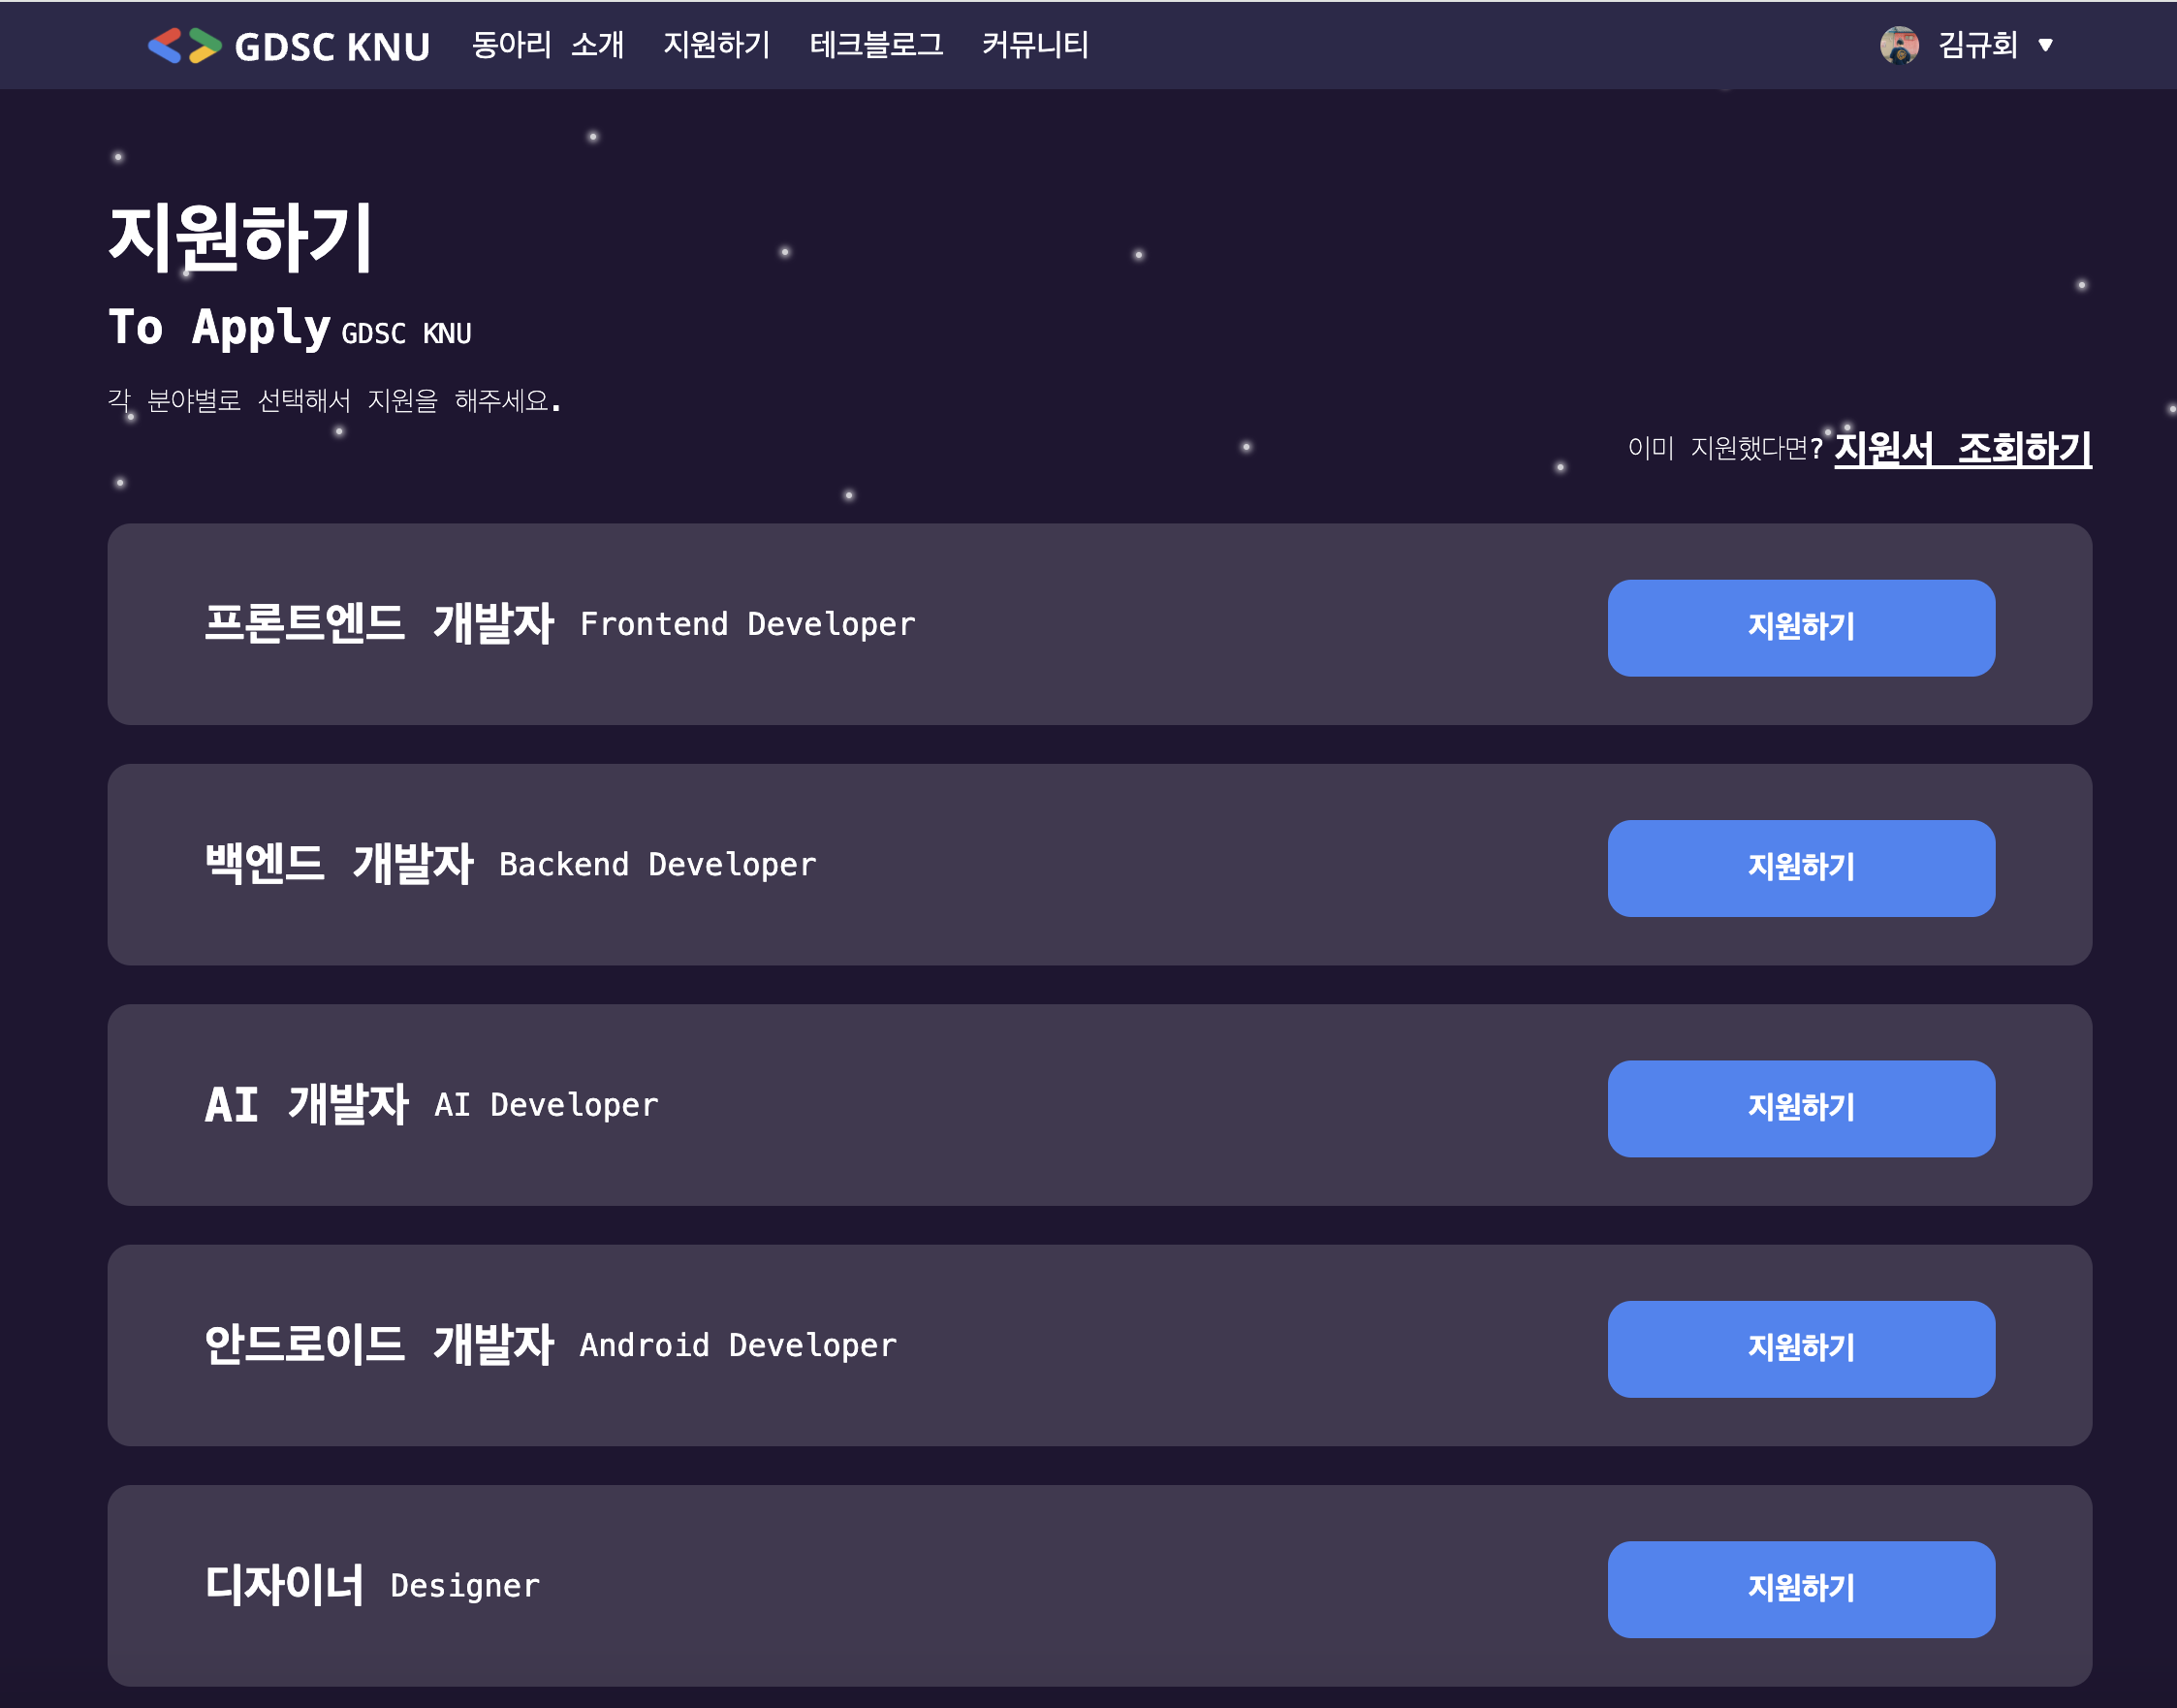 GDSC KNU 동아리 소개 지원하기 테크블로그 커뮤니티 김규회
지원하기
To Apply GDSC KNU
각 분야별로 선택해서 지원을 해주세요.
이미 지원했다면? 지원서 조회하기
프론트엔드 개발자 Frontend Developer 지원하기
백엔드 개발자 Backend Developer 지원하기
AI 개발자 AI Developer 지원하기
안드로이드 개발자 Android Developer 지원하기
디자이너 Designer 지원하기